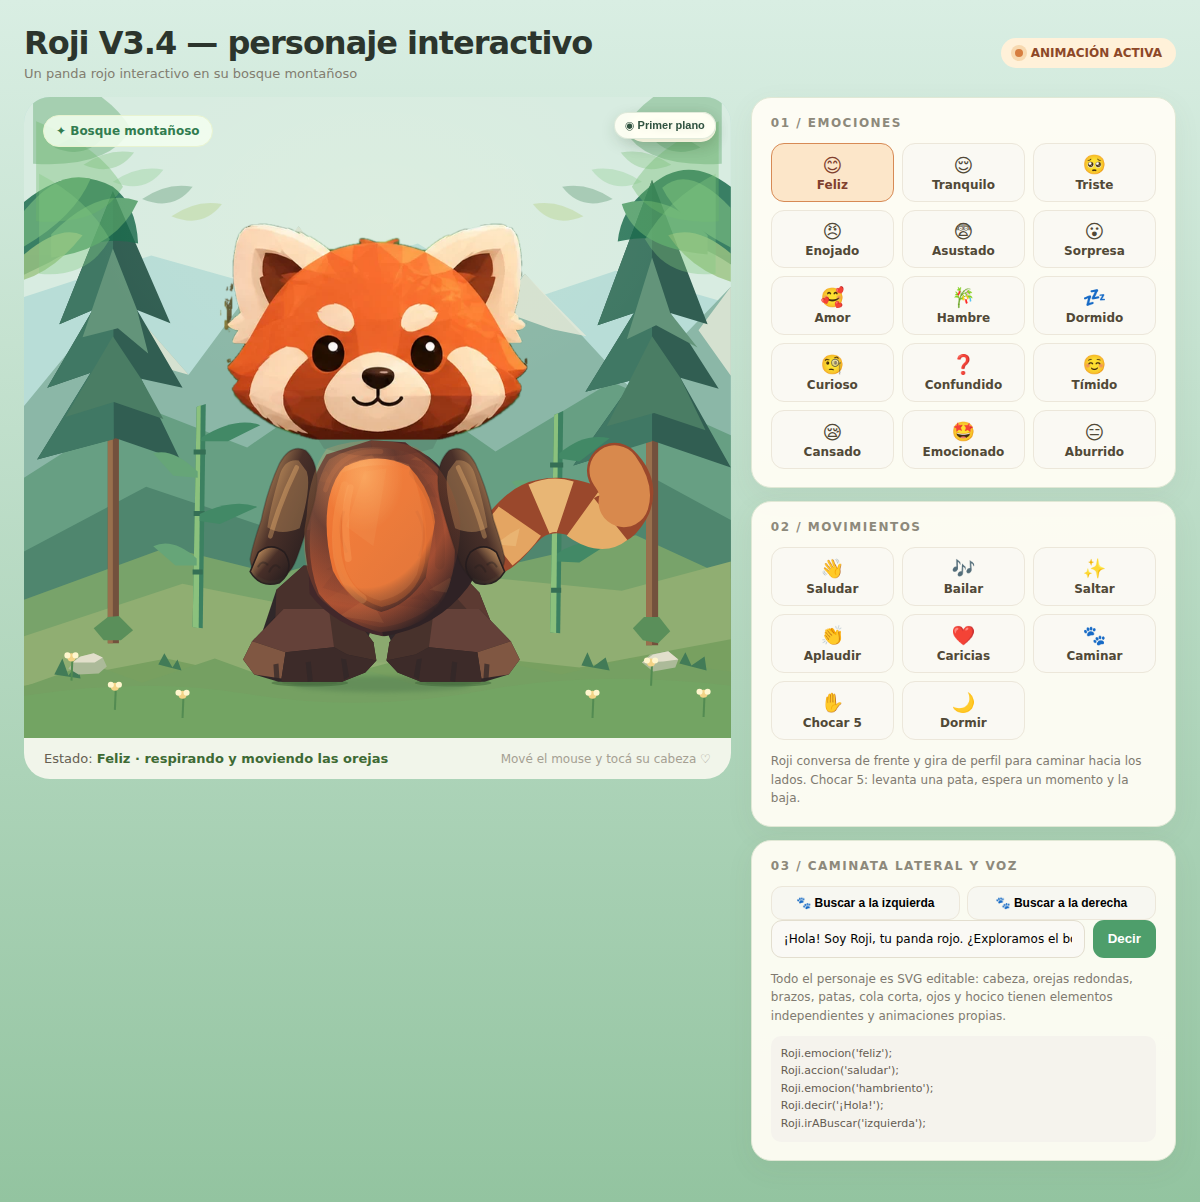 Roji V3.4 — personaje interactivo
Un panda rojo interactivo en su bosque montañoso
ANIMACIÓN ACTIVA
✦ Bosque montañoso
◉ Primer plano
Estado: Feliz · respirando y moviendo las orejas
Mové el mouse y tocá su cabeza ♡
01 / EMOCIONES
Feliz
Tranquilo
Triste
Enojado
Asustado
Sorpresa
Amor
Hambre
Dormido
Curioso
Confundido
Tímido
Cansado
Emocionado
Aburrido
02 / MOVIMIENTOS
Saludar
Bailar
Saltar
Aplaudir
Caricias
Caminar
Chocar 5
Dormir
Roji conversa de frente y gira de perfil para caminar hacia los
lados. Chocar 5: levanta una pata, espera un momento y la
baja.
03 / CAMINATA LATERAL Y VOZ
🐾 Buscar a la izquierda
🐾 Buscar a la derecha
¡Hola! Soy Roji, tu panda rojo. ¿Exploramos el
Decir
Todo el personaje es SVG editable: cabeza, orejas redondas,
brazos, patas, cola corta, ojos y hocico tienen elementos
independientes y animaciones propias.
Roji.emocion('feliz');
Roji.accion('saludar');
Roji.emocion('hambriento');
Roji.decir('¡Hola!');
Roji.irABuscar('izquierda');